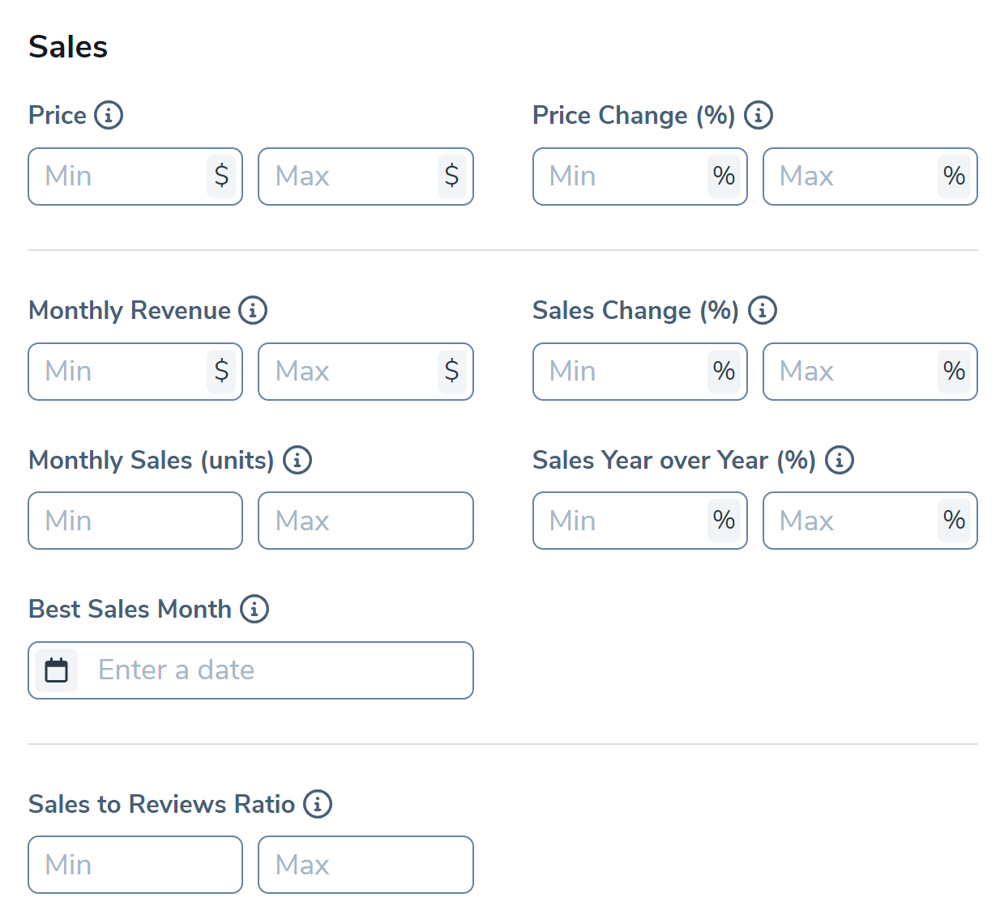 Sales
Price Price Change (%)
Min $ Max $ Min % Max %
Monthly Revenue Sales Change (%)
Min $ Max $ Min % Max %
Monthly Sales (units) Sales Year over Year (%)
Min Max Min % Max %
Best Sales Month
Enter a date
Sales to Reviews Ratio
Min Max